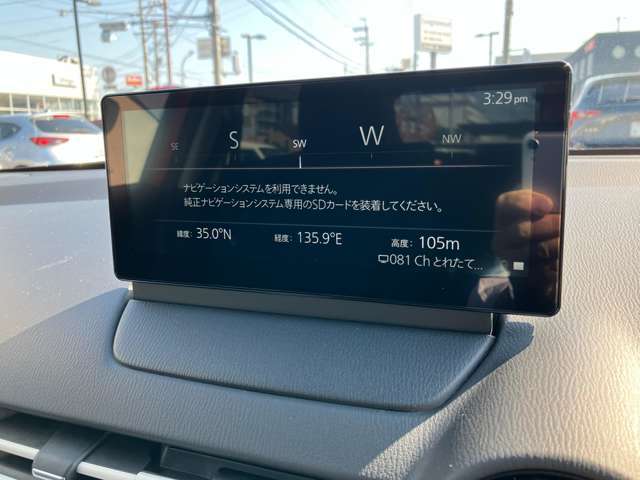 3:29 pm
SE S SW W NW
ナビゲーションシステムを利用できません。
純正ナビゲーションシステム専用のSDカードを装着してください。
緯度: 35.0°N 経度: 135.9°E 高度: 105m
081 Ch とれたて...